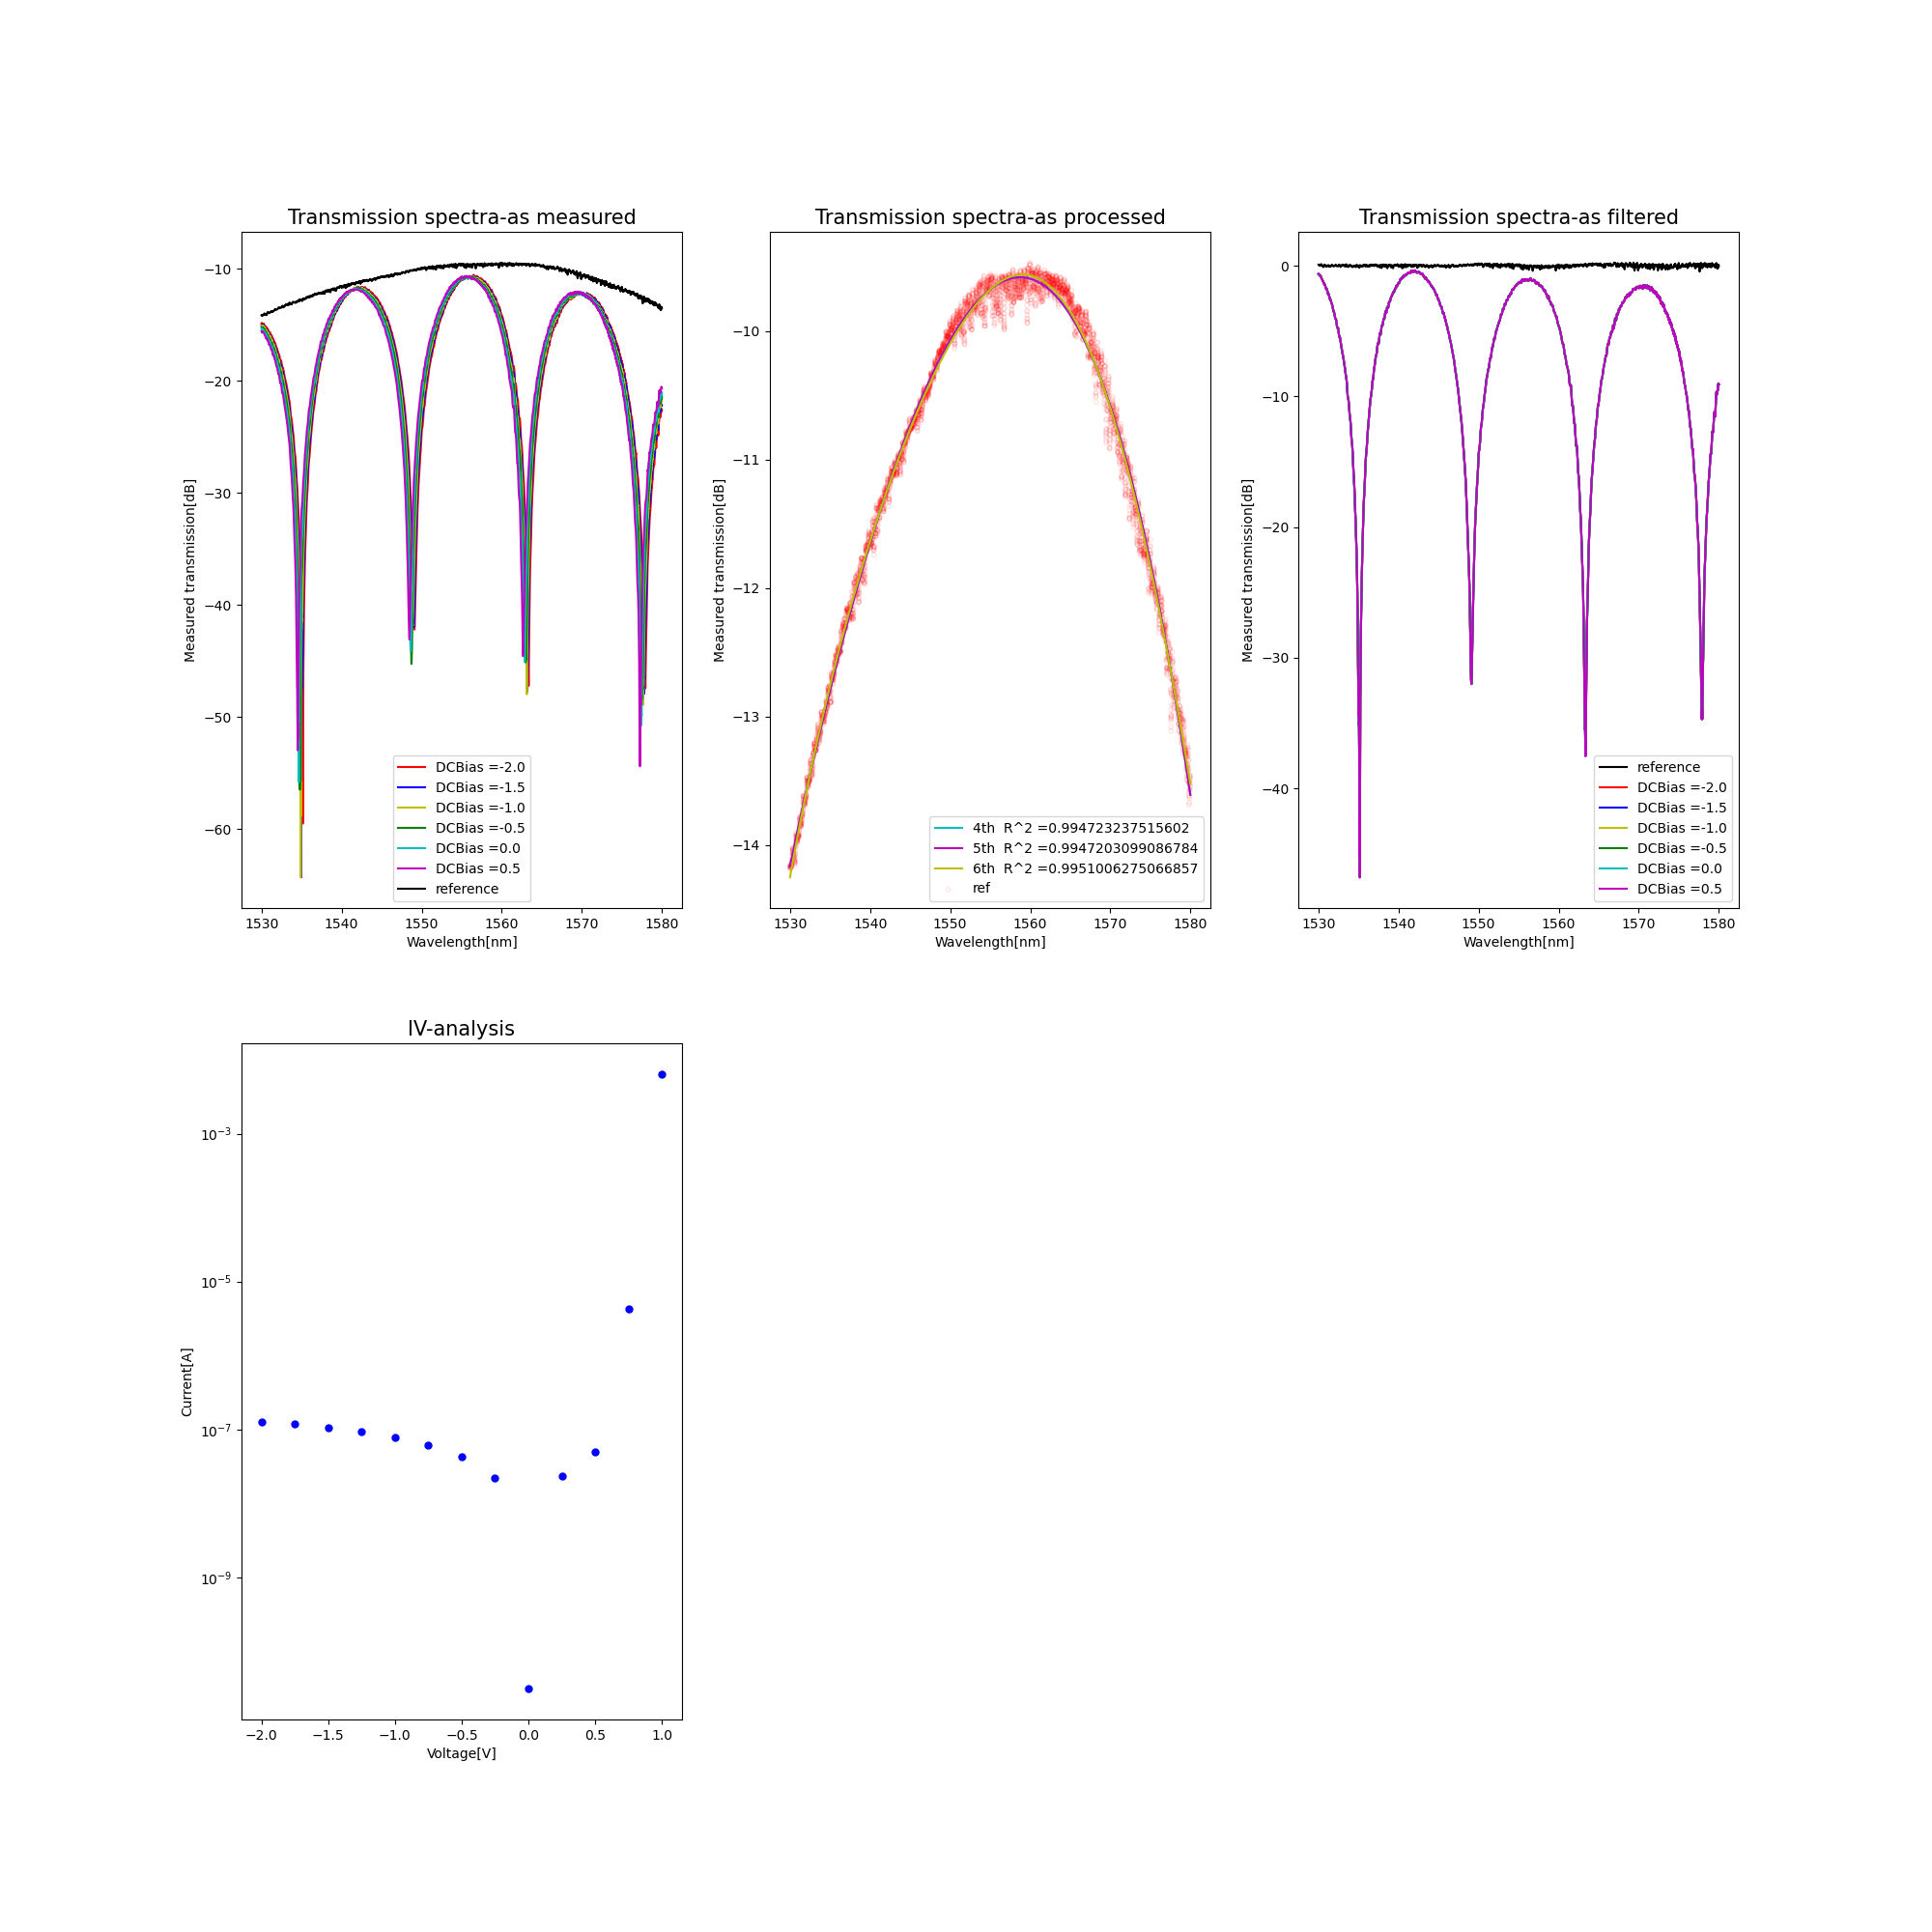 Transmission spectra-as measured
−10
−20
−30
−40
−50
−60
Measured transmission[dB]
DCBias =-2.0
DCBias =-1.5
DCBias =-1.0
DCBias =-0.5
DCBias =0.0
DCBias =0.5
reference
1530 1540 1550 1560 1570 1580
Wavelength[nm]
Transmission spectra-as processed
−10
−11
−12
−13
−14
Measured transmission[dB]
4th R^2 =0.994723237515602
5th R^2 =0.9947203099086784
6th R^2 =0.9951006275066857
ref
1530 1540 1550 1560 1570 1580
Wavelength[nm]
Transmission spectra-as filtered
0
−10
−20
−30
−40
Measured transmission[dB]
reference
DCBias =-2.0
DCBias =-1.5
DCBias =-1.0
DCBias =-0.5
DCBias =0.0
DCBias =0.5
1530 1540 1550 1560 1570 1580
Wavelength[nm]
IV-analysis
10⁻³
10⁻⁵
10⁻⁷
10⁻⁹
Current[A]
−2.0 −1.5 −1.0 −0.5 0.0 0.5 1.0
Voltage[V]